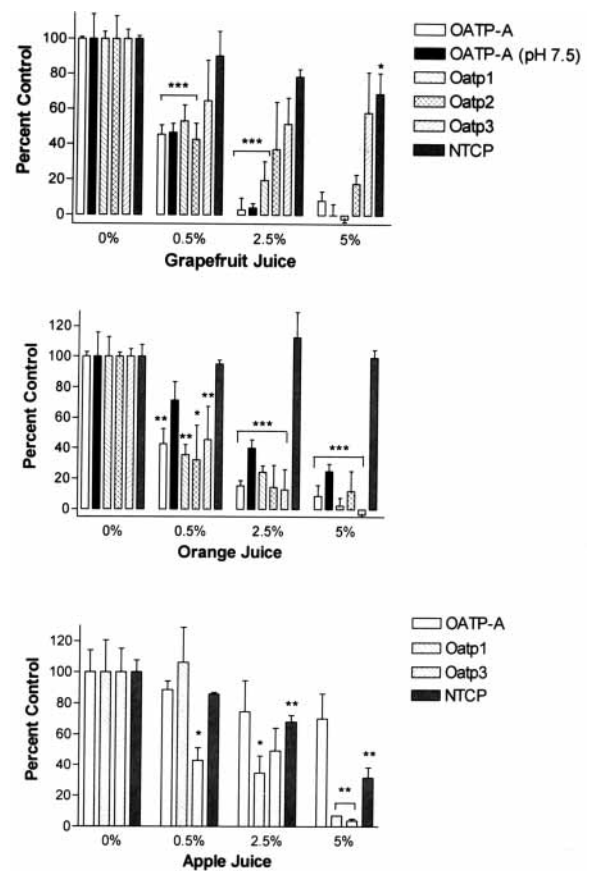 100
80
60
40
20
0
Percent Control
***
***
*
0%
0.5%
2.5%
5%
Grapefruit Juice
OATP-A
OATP-A (pH 7.5)
Oatp1
Oatp2
Oatp3
NTCP
120
100
80
60
40
20
0
Percent Control
**
**
*
**
***
***
0%
0.5%
2.5%
5%
Orange Juice
120
100
80
60
40
20
0
Percent Control
*
*
**
**
**
0%
0.5%
2.5%
5%
Apple Juice
OATP-A
Oatp1
Oatp3
NTCP